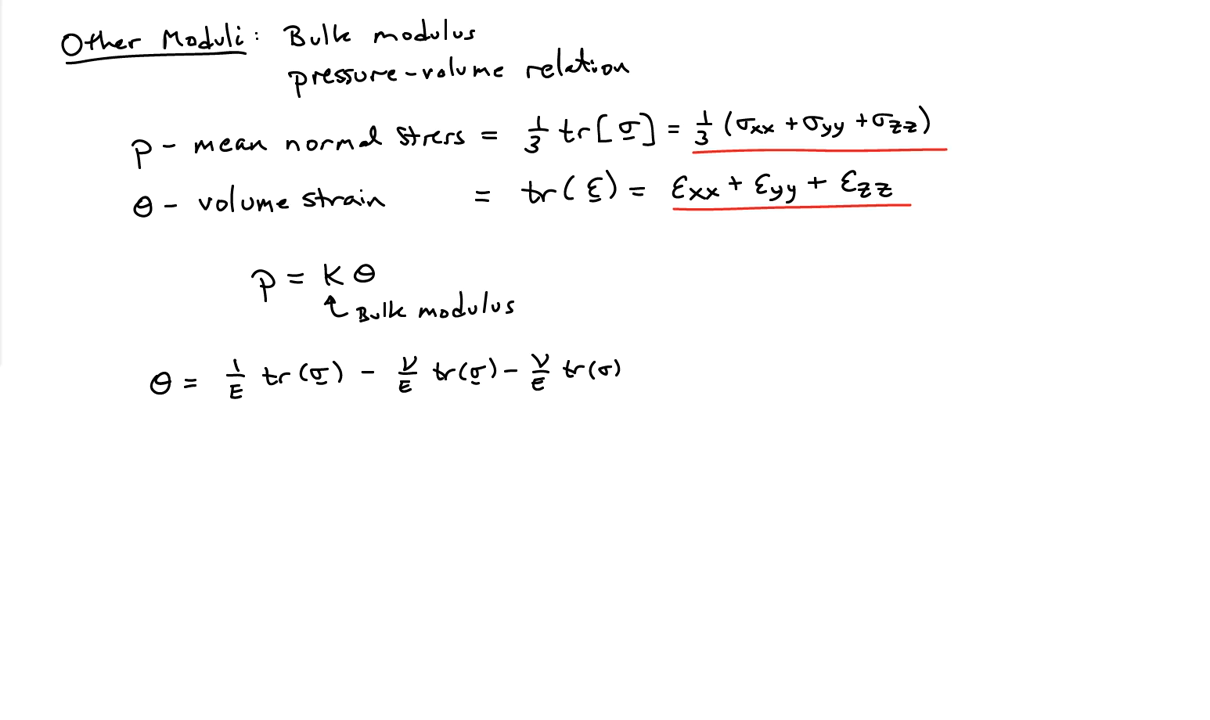 Other Moduli: Bulk modulus
pressure-volume relation
p - mean normal stress = 1/3 tr[σ] = 1/3 (σxx + σyy + σzz)
θ - volume strain = tr(ε) = εxx + εyy + εzz
p = K θ
↑ Bulk modulus
θ = 1/E tr(σ) - ν/E tr(σ) - ν/E tr(σ)